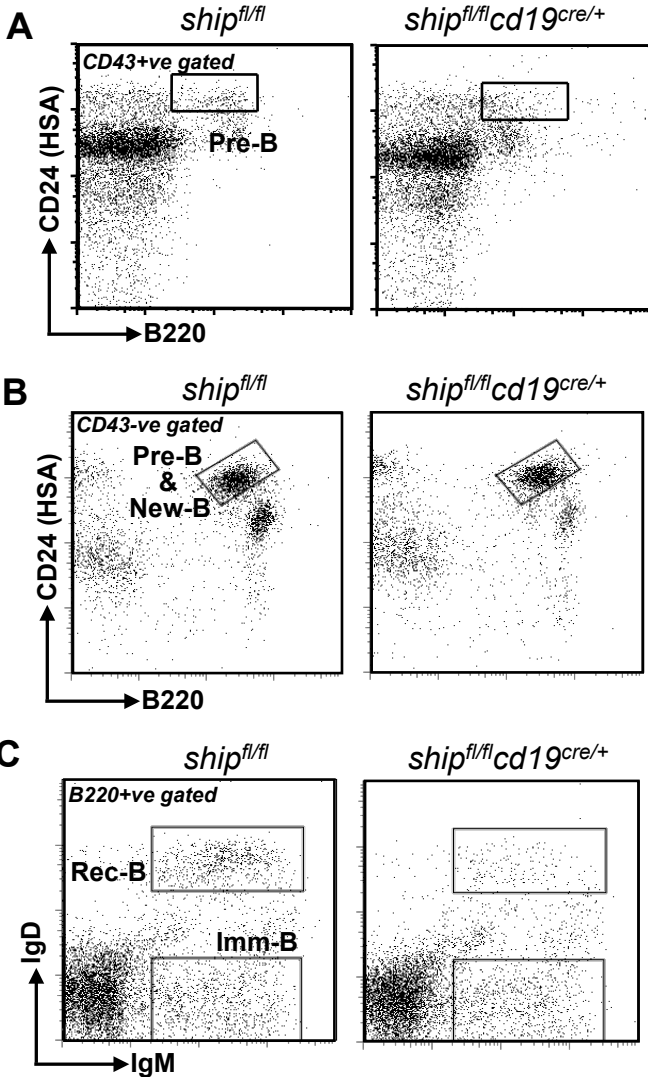 A
ship^fl/fl
ship^fl/fl cd19^cre/+
CD43+ve gated
Pre-B
CD24 (HSA)
B220
B
ship^fl/fl
ship^fl/fl cd19^cre/+
CD43-ve gated
Pre-B
&
New-B
CD24 (HSA)
B220
C
ship^fl/fl
ship^fl/fl cd19^cre/+
B220+ve gated
Rec-B
Imm-B
IgD
IgM